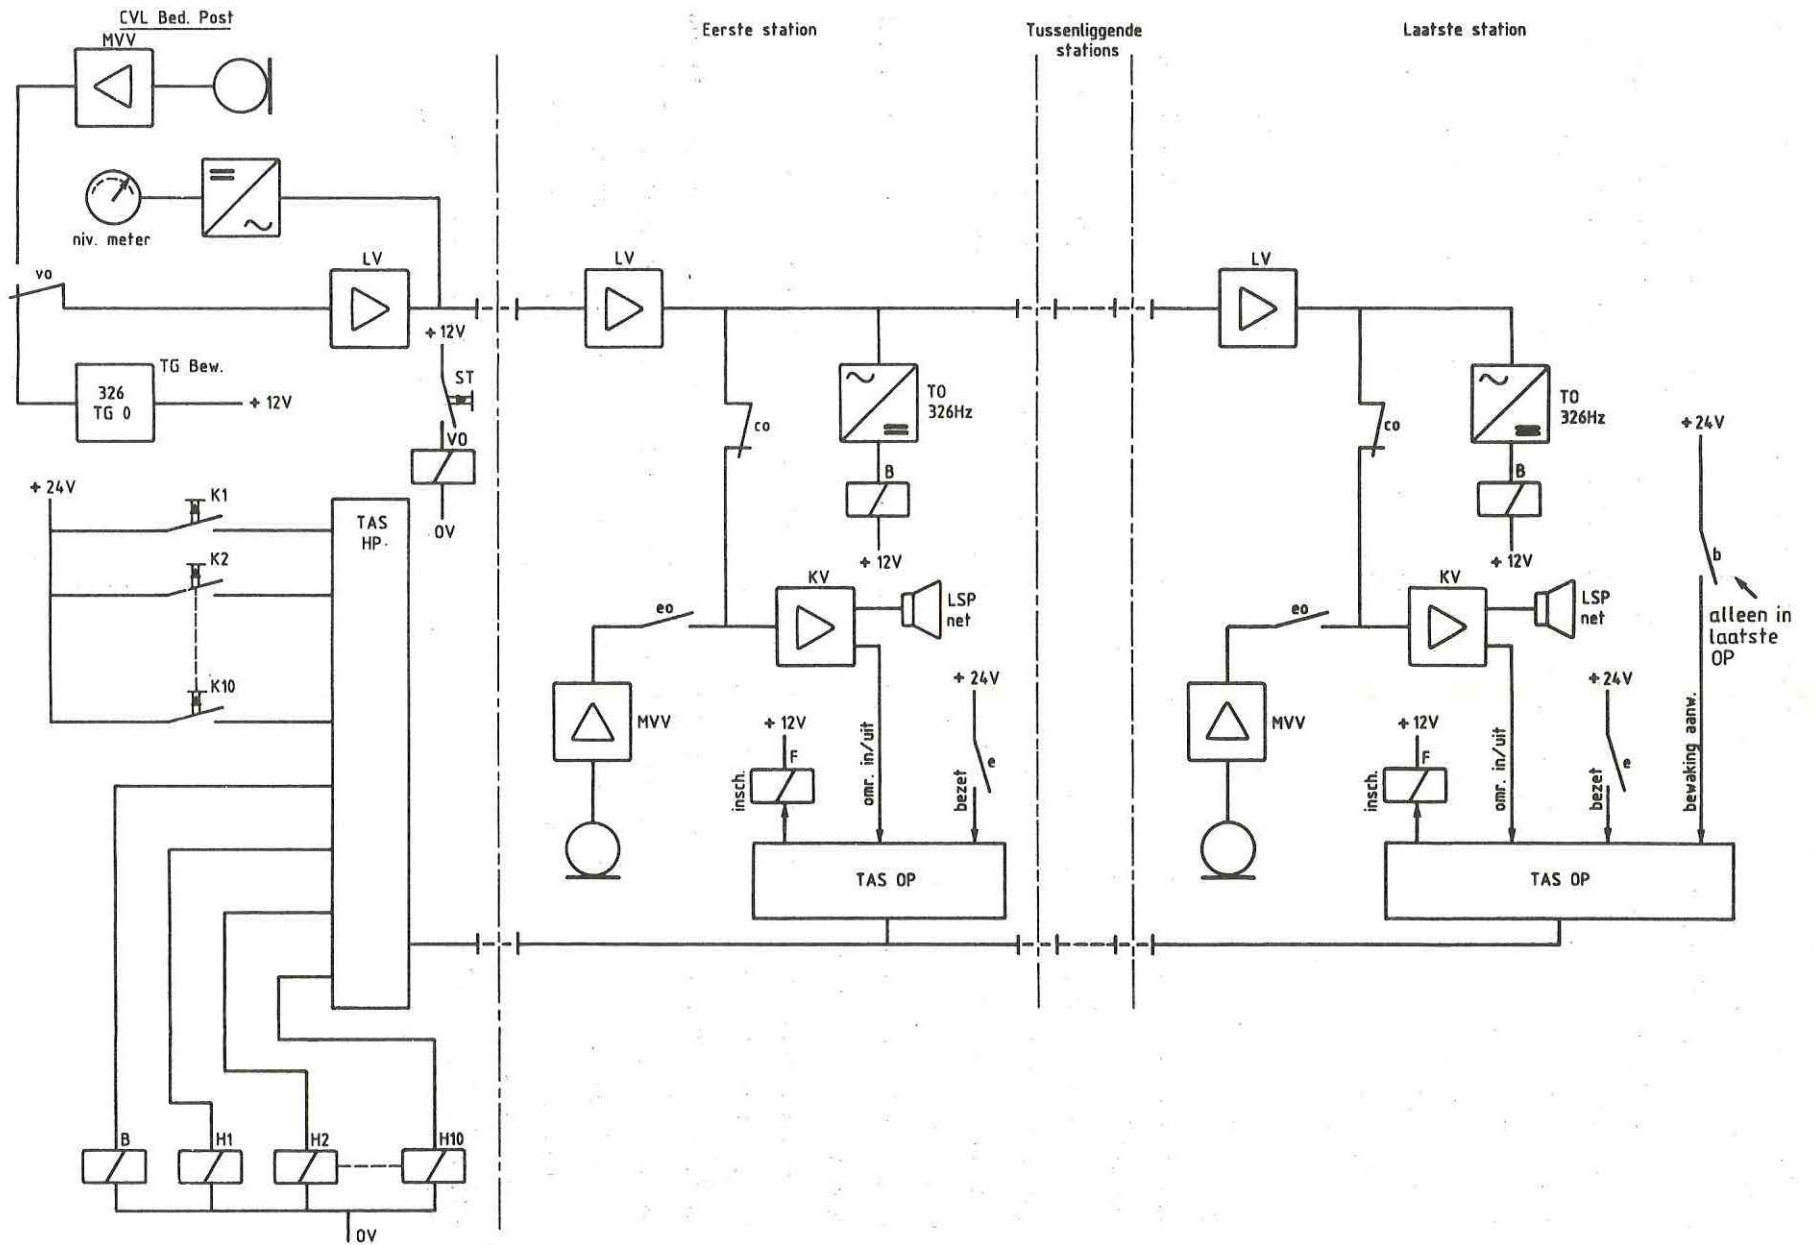 CVL Bed. Post
MVV
niv. meter
vo
LV
+ 12V
ST
VO
0V
326
TG 0
TG Bew.
+ 12V
+ 24V
K1
K2
K10
TAS
HP.
B
H1
H2
H10
0V
Eerste station
LV
co
TO
326Hz
B
+ 12V
KV
LSP
net
eo
MVV
+ 12V
F
insch.
omr. in/uit
+ 24V
e
bezet
TAS OP
Tussenliggende
stations
Laatste station
LV
co
TO
326Hz
B
+ 12V
KV
LSP
net
eo
MVV
+ 12V
F
insch.
omr. in/uit
+ 24V
e
bezet
+ 24V
b
alleen in
laatste
OP
bewaking aanw.
TAS OP